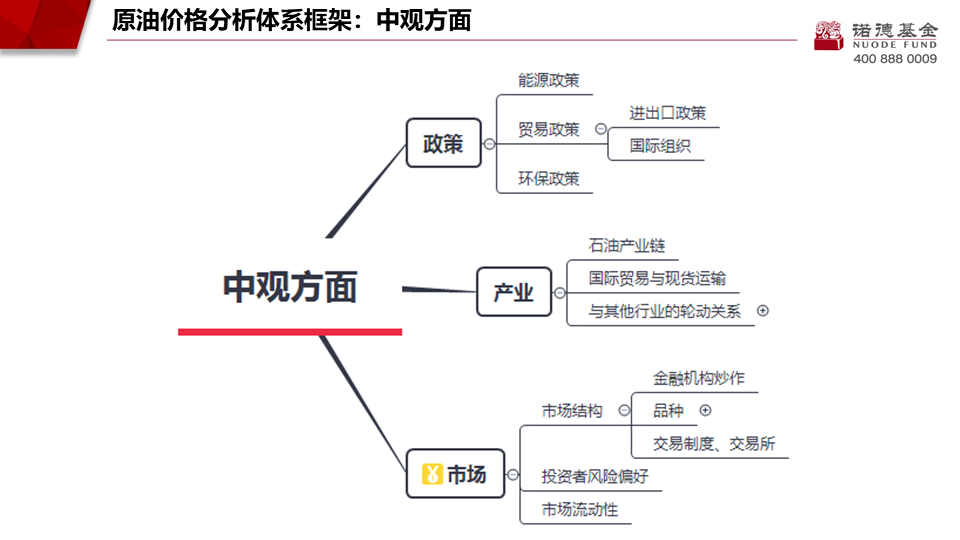 原油价格分析体系框架：中观方面
诺德基金
NUODE FUND
400 888 0009
中观方面
政策
能源政策
贸易政策
进出口政策
国际组织
环保政策
产业
石油产业链
国际贸易与现货运输
与其他行业的轮动关系
市场
市场结构
金融机构炒作
品种
交易制度、交易所
投资者风险偏好
市场流动性